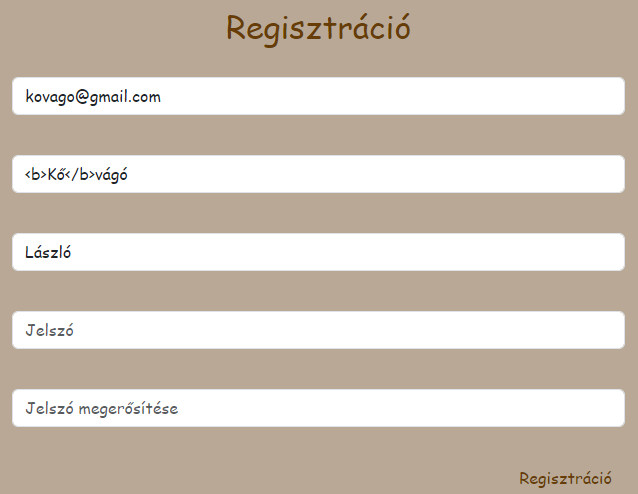 Regisztráció
kovago@gmail.com
<b>Kő</b>vágó
László
Jelszó
Jelszó megerősítése
Regisztráció